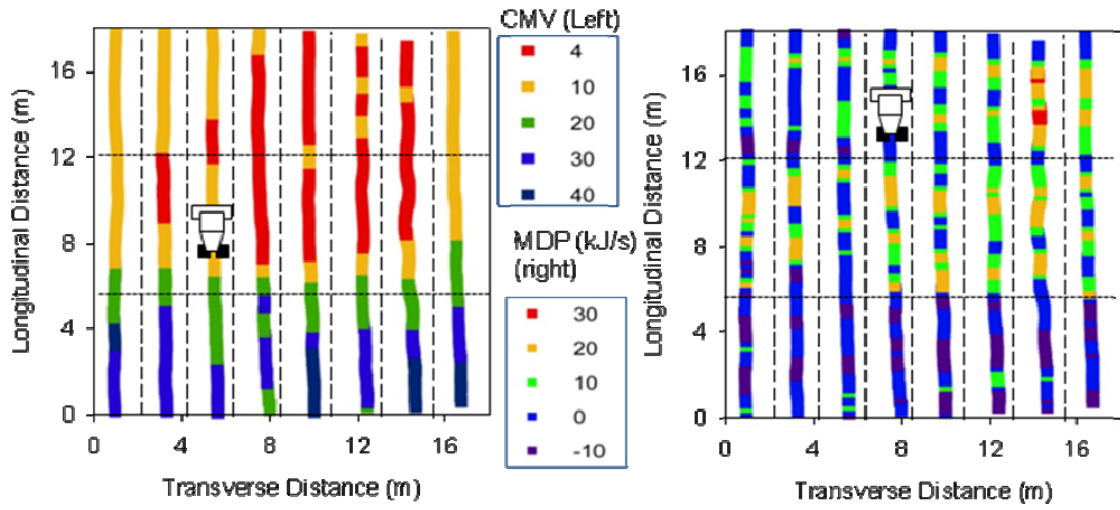 CMV (Left)
4
10
20
30
40
MDP (kJ/s)
(right)
30
20
10
0
-10
Longitudinal Distance (m)
16
12
8
4
0
0 4 8 12 16
Transverse Distance (m)
Longitudinal Distance (m)
16
12
8
4
0
0 4 8 12 16
Transverse Distance (m)